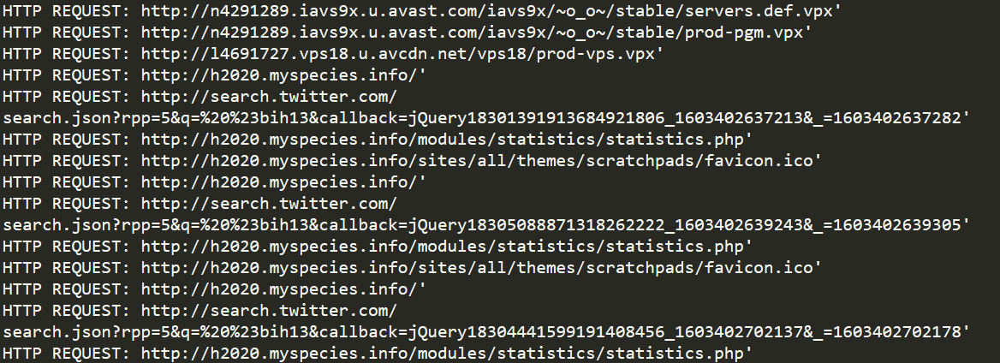 HTTP REQUEST: http://n4291289.iavs9x.u.avast.com/iavs9x/~o_o~/stable/servers.def.vpx'
HTTP REQUEST: http://n4291289.iavs9x.u.avast.com/iavs9x/~o_o~/stable/prod-pgm.vpx'
HTTP REQUEST: http://l4691727.vps18.u.avcdn.net/vps18/prod-vps.vpx'
HTTP REQUEST: http://h2020.myspecies.info/'
HTTP REQUEST: http://search.twitter.com/
search.json?rpp=5&q=%20%23bih13&callback=jQuery18301391913684921806_1603402637213&_=1603402637282'
HTTP REQUEST: http://h2020.myspecies.info/modules/statistics/statistics.php'
HTTP REQUEST: http://h2020.myspecies.info/sites/all/themes/scratchpads/favicon.ico'
HTTP REQUEST: http://h2020.myspecies.info/'
HTTP REQUEST: http://search.twitter.com/
search.json?rpp=5&q=%20%23bih13&callback=jQuery18305088871318262222_1603402639243&_=1603402639305'
HTTP REQUEST: http://h2020.myspecies.info/modules/statistics/statistics.php'
HTTP REQUEST: http://h2020.myspecies.info/sites/all/themes/scratchpads/favicon.ico'
HTTP REQUEST: http://h2020.myspecies.info/'
HTTP REQUEST: http://search.twitter.com/
search.json?rpp=5&q=%20%23bih13&callback=jQuery18304441599191408456_1603402702137&_=1603402702178'
HTTP REQUEST: http://h2020.myspecies.info/modules/statistics/statistics.php'